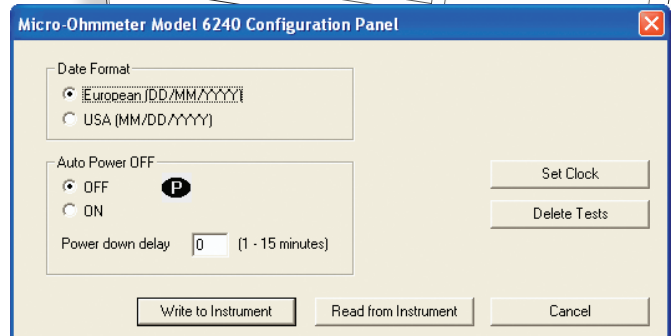 Micro-Ohmmeter Model 6240 Configuration Panel
Date Format
European (DD/MM/YYYY)
USA (MM/DD/YYYY)
Auto Power OFF
OFF
P
ON
Power down delay 0 (1 - 15 minutes)
Set Clock
Delete Tests
Write to Instrument Read from Instrument Cancel